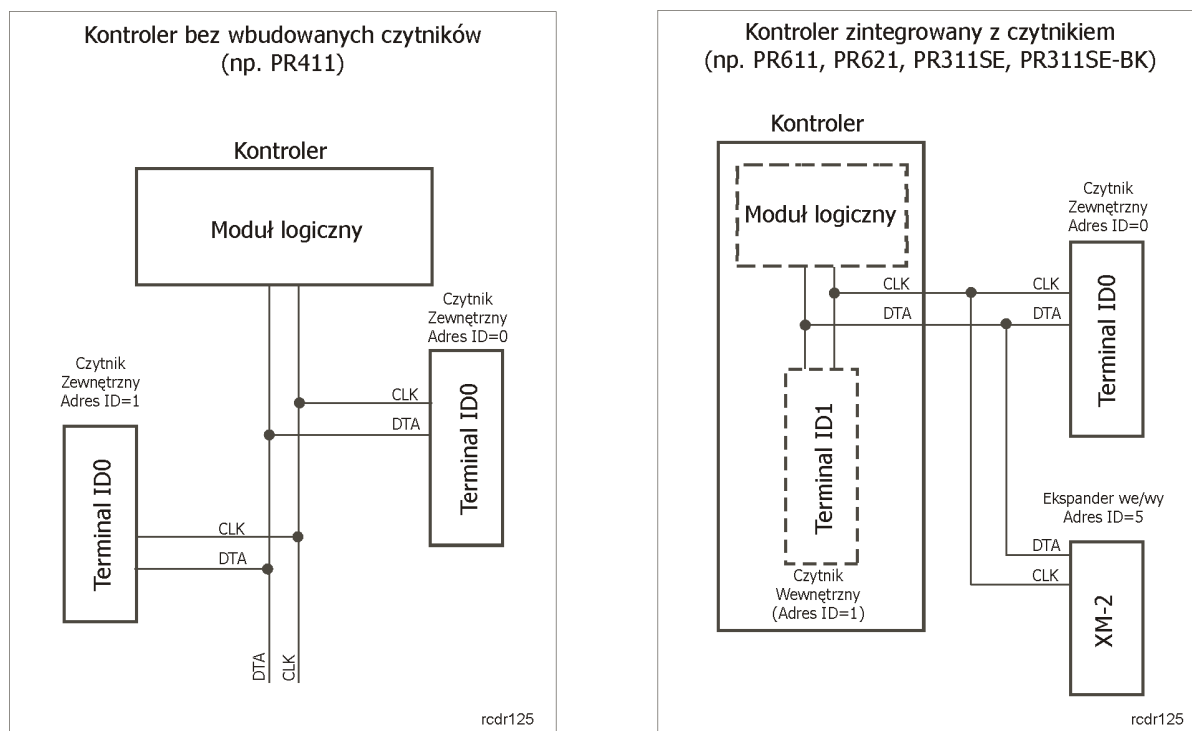 Kontroler bez wbudowanych czytników
(np. PR411)
Kontroler
Moduł logiczny
Czytnik
Zewnętrzny
Adres ID=0
CLK
DTA
Terminal ID0
Czytnik
Zewnętrzny
Adres ID=1
Terminal ID0
CLK
DTA
DTA
CLK
rcdr125
Kontroler zintegrowany z czytnikiem
(np. PR611, PR621, PR311SE, PR311SE-BK)
Kontroler
Moduł logiczny
Czytnik
Zewnętrzny
Adres ID=0
CLK
CLK
DTA
DTA
Terminal ID0
Terminal ID1
Czytnik
Wewnętrzny
(Adres ID=1)
Ekspander we/wy
Adres ID=5
DTA
CLK
XM-2
rcdr125